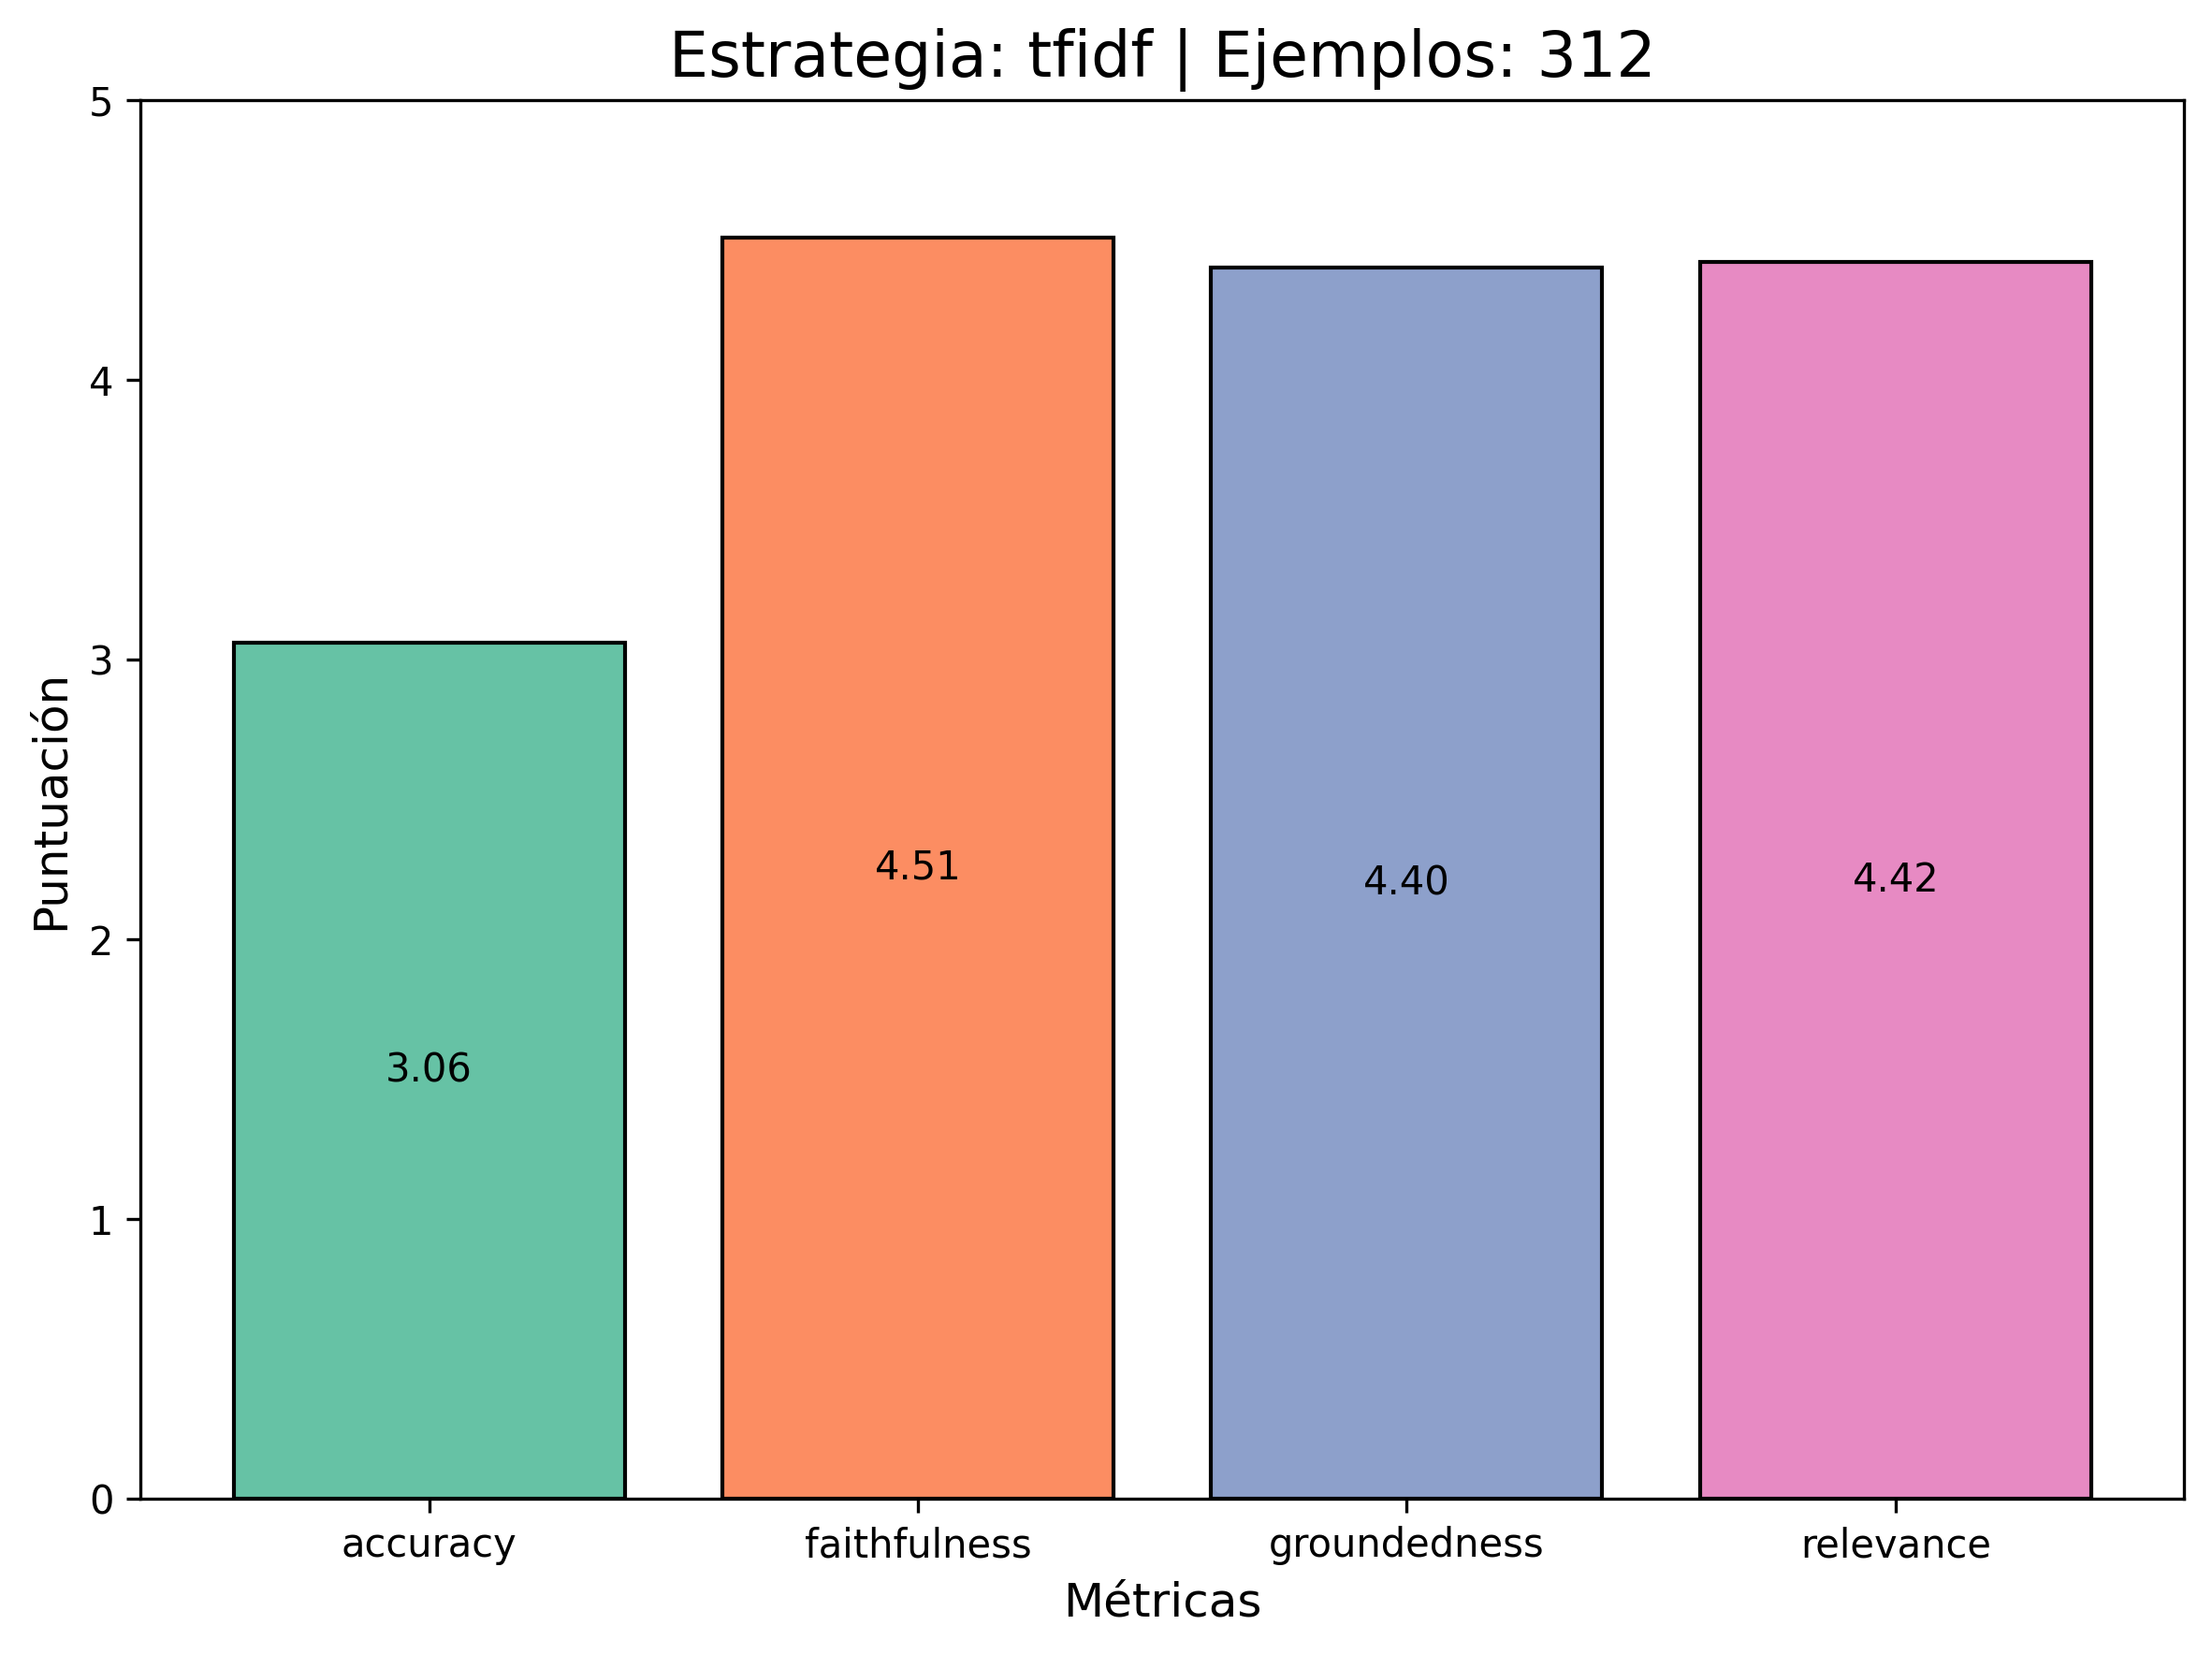 Estrategia: tfidf | Ejemplos: 312
5
4
3
2
1
0
Puntuación
3.06
4.51
4.40
4.42
accuracy
faithfulness
groundedness
relevance
Métricas